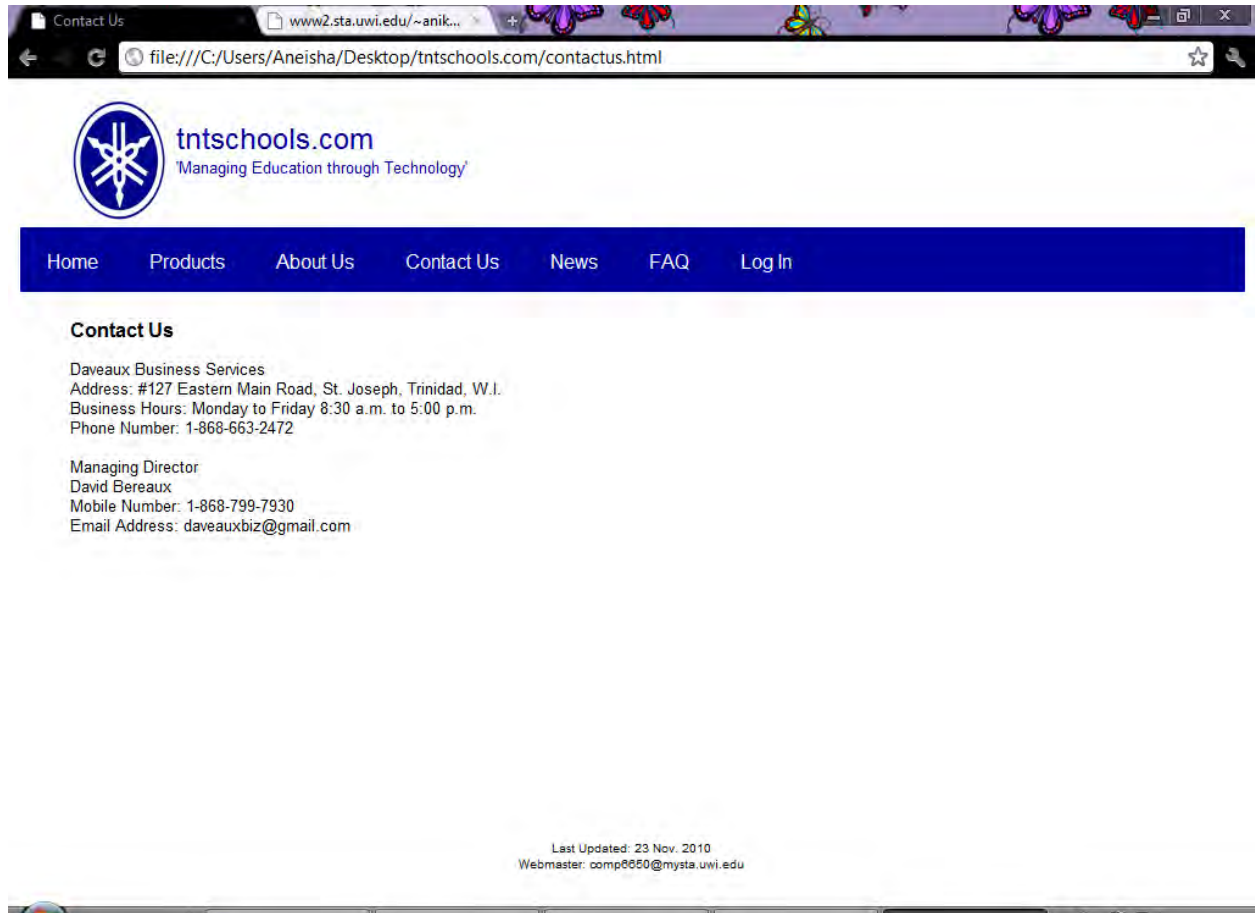 Contact Us
www2.sta.uwi.edu/~anik...
file:///C:/Users/Aneisha/Desktop/tntschools.com/contactus.html
tntschools.com
'Managing Education through Technology'
Home Products About Us Contact Us News FAQ Log In
Contact Us
Daveaux Business Services
Address: #127 Eastern Main Road, St. Joseph, Trinidad, W.I.
Business Hours: Monday to Friday 8:30 a.m. to 5:00 p.m.
Phone Number: 1-868-663-2472
Managing Director
David Bereaux
Mobile Number: 1-868-799-7930
Email Address: daveauxbiz@gmail.com
Last Updated: 23 Nov. 2010
Webmaster: comp6650@mysta.uwi.edu